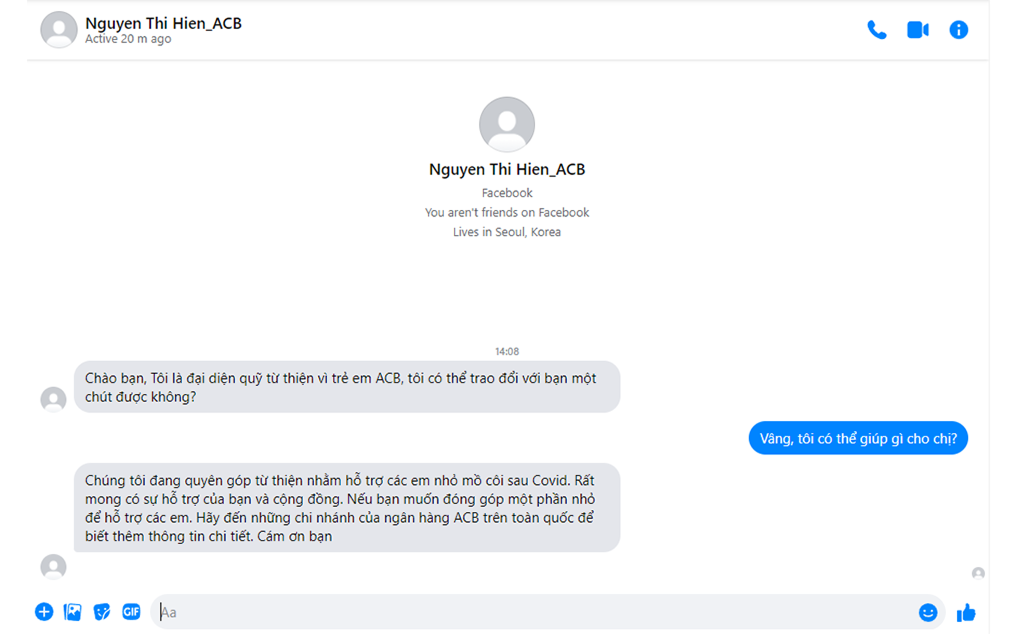 Nguyen Thi Hien_ACB
Active 20 m ago
Nguyen Thi Hien_ACB
Facebook
You aren't friends on Facebook
Lives in Seoul, Korea
14:08
Chào bạn, Tôi là đại diện quỹ từ thiện vì trẻ em ACB, tôi có thể trao đổi với bạn một
chút được không?
Vâng, tôi có thể giúp gì cho chị?
Chúng tôi đang quyên góp từ thiện nhằm hỗ trợ các em nhỏ mồ côi sau Covid. Rất
mong có sự hỗ trợ của bạn và cộng đồng. Nếu bạn muốn đóng góp một phần nhỏ
để hỗ trợ các em. Hãy đến những chi nhánh của ngân hàng ACB trên toàn quốc để
biết thêm thông tin chi tiết. Cám ơn bạn
GIF
Aa